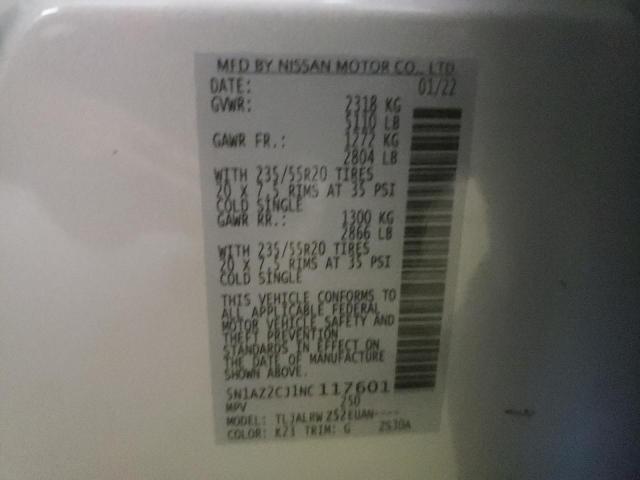 MFD BY NISSAN MOTOR CO., LTD
DATE: 01/22
GVWR: 2318 KG
5110 LB
GAWR FR.: 1272 KG
2804 LB
WITH 235/55R20 TIRES
20 X 7.5 RIMS AT 35 PSI
COLD SINGLE
GAWR RR.: 1300 KG
2866 LB
WITH 235/55R20 TIRES
20 X 7.5 RIMS AT 35 PSI
COLD SINGLE
THIS VEHICLE CONFORMS TO
ALL APPLICABLE FEDERAL
MOTOR VEHICLE SAFETY AND
THEFT PREVENTION
STANDARDS IN EFFECT ON
THE DATE OF MANUFACTURE
SHOWN ABOVE.
5N1AZ2CJ1NC117601
MPV Z50
MODEL: TL7ALRWZS2EUAN----
COLOR: K23 TRIM: G ZS30A